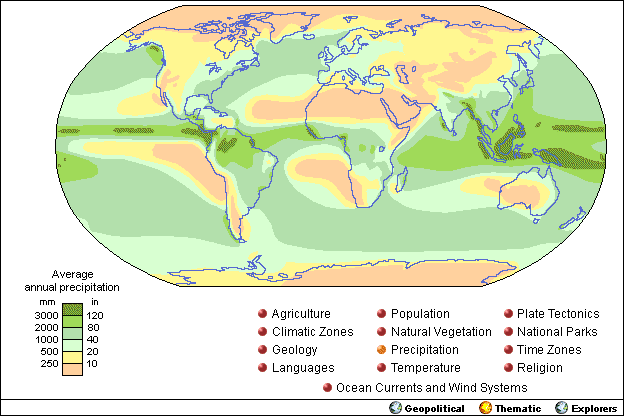 Average
annual precipitation
mm in
3000 120
2000 80
1000 40
500 20
250 10
Agriculture Population Plate Tectonics
Climatic Zones Natural Vegetation National Parks
Geology Precipitation Time Zones
Languages Temperature Religion
Ocean Currents and Wind Systems
Geopolitical Thematic Explorers